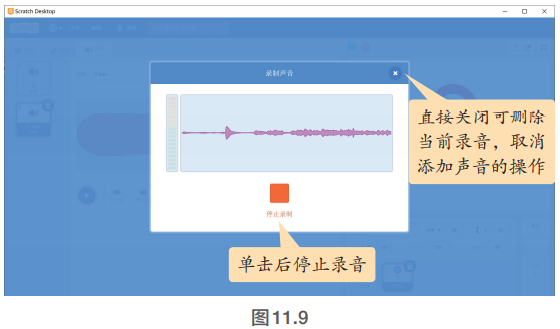 Scratch Desktop
录制声音
直接关闭可删除
当前录音，取消
添加声音的操作
停止录制
单击后停止录音
图11.9